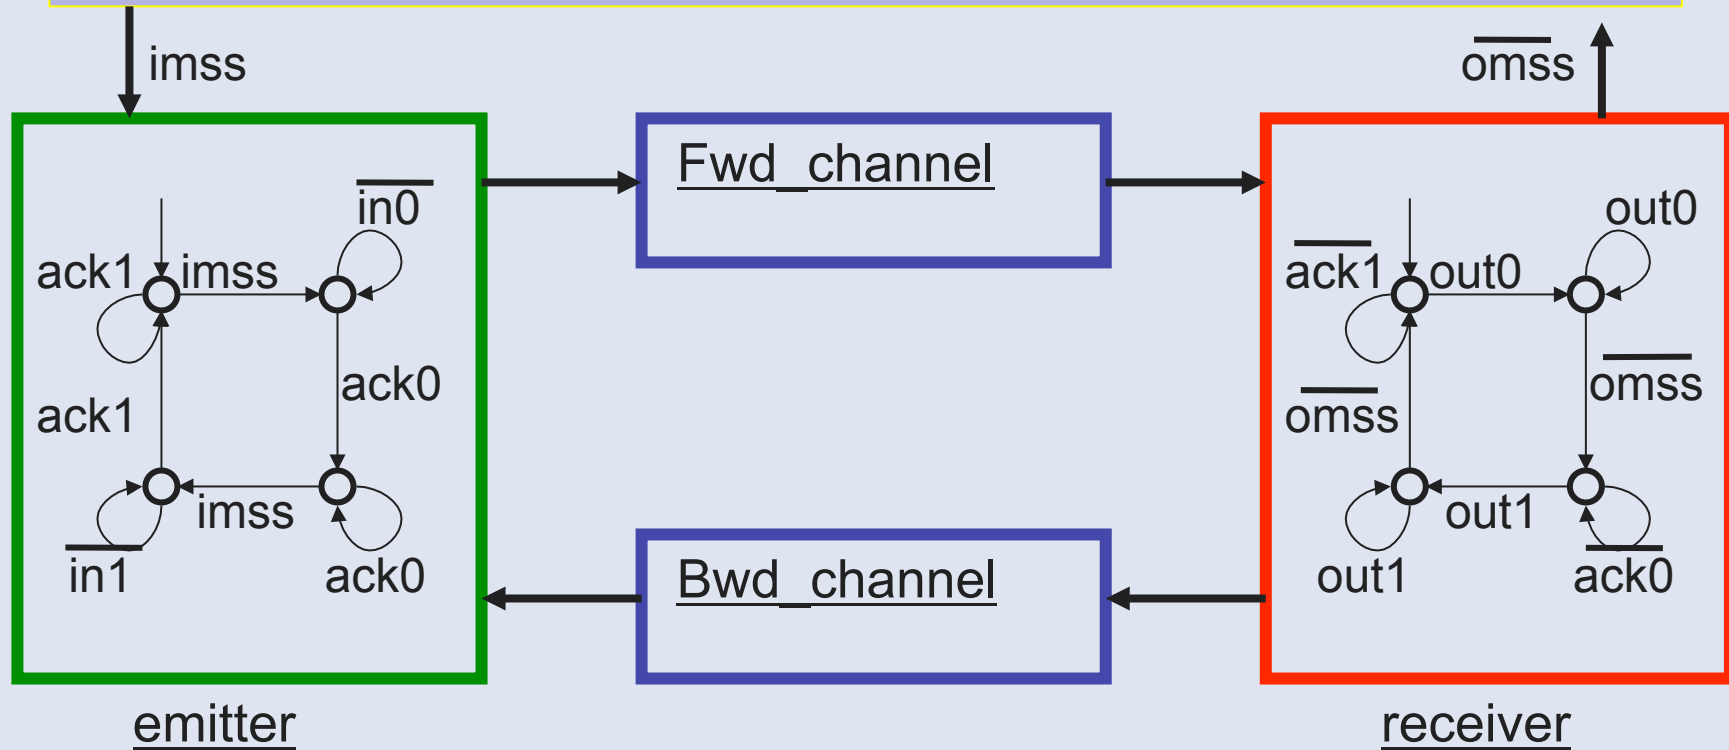 imss
omss
Fwd_channel
in0
out0
ack1
imss
ack1
out0
ack0
omss
ack1
omss
imss
out1
in1
ack0
Bwd_channel
out1
ack0
emitter
receiver